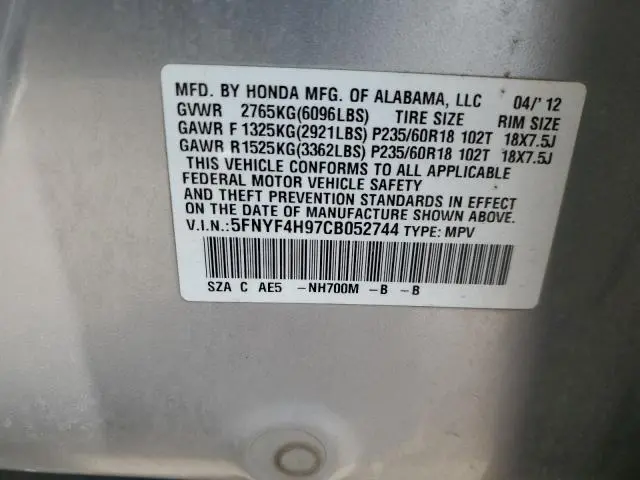 MFD. BY HONDA MFG. OF ALABAMA, LLC 04/'12
GVWR 2765KG(6096LBS) TIRE SIZE RIM SIZE
GAWR F 1325KG(2921LBS) P235/60R18 102T 18X7.5J
GAWR R1525KG(3362LBS) P235/60R18 102T 18X7.5J
THIS VEHICLE CONFORMS TO ALL APPLICABLE
FEDERAL MOTOR VEHICLE SAFETY
AND THEFT PREVENTION STANDARDS IN EFFECT
ON THE DATE OF MANUFACTURE SHOWN ABOVE.
V.I.N.:5FNYF4H97CB052744 TYPE: MPV
SZA C AE5 -NH700M -B -B